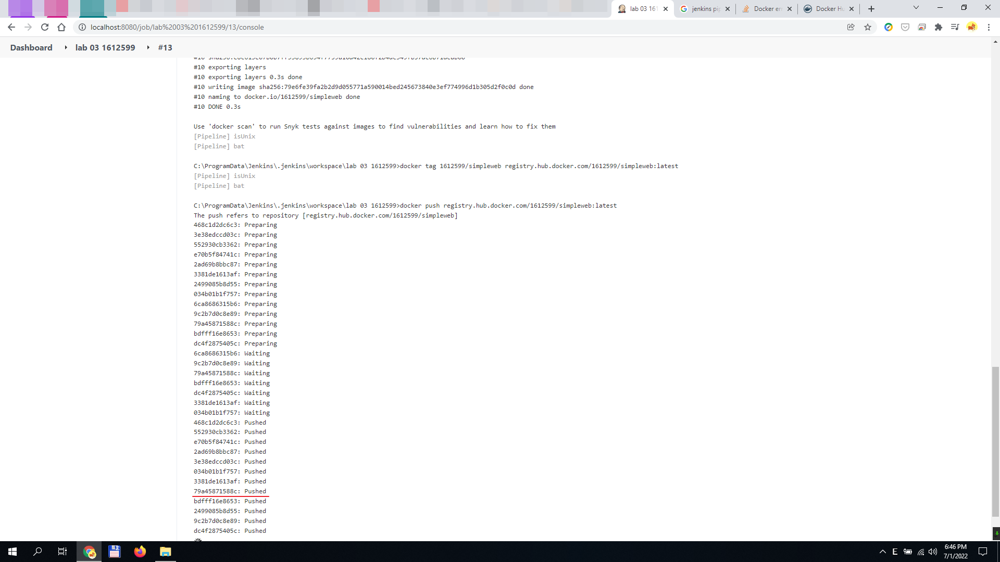 lab 03 161
jenkins pip
Docker er
Docker Hu
localhost:8080/job/lab%2003%201612599/13/console
Dashboard
lab 03 1612599
#13
#10 exporting layers
#10 exporting layers 0.3s done
#10 writing image sha256:79e6fe39fa2b2d9d055771a590014bed245673840e3ef774996d1b305d2f0c0d done
#10 naming to docker.io/1612599/simpleweb done
#10 DONE 0.3s
Use 'docker scan' to run Snyk tests against images to find vulnerabilities and learn how to fix them
[Pipeline] isUnix
[Pipeline] bat
C:\ProgramData\Jenkins\.jenkins\workspace\lab 03 1612599>docker tag 1612599/simpleweb registry.hub.docker.com/1612599/simpleweb:latest
[Pipeline] isUnix
[Pipeline] bat
C:\ProgramData\Jenkins\.jenkins\workspace\lab 03 1612599>docker push registry.hub.docker.com/1612599/simpleweb:latest
The push refers to repository [registry.hub.docker.com/1612599/simpleweb]
468c1d2dc6c3: Preparing
3e38edccd03c: Preparing
552930cb3362: Preparing
e70b5f84741c: Preparing
2ad69b8bbc87: Preparing
3381de1613af: Preparing
2499085b8d55: Preparing
034b01b1f757: Preparing
6ca8686315b6: Preparing
9c2b7d0c8e89: Preparing
79a45871588c: Preparing
bdfff16e8653: Preparing
dc4f2875405c: Preparing
6ca8686315b6: Waiting
9c2b7d0c8e89: Waiting
79a45871588c: Waiting
bdfff16e8653: Waiting
dc4f2875405c: Waiting
3381de1613af: Waiting
034b01b1f757: Waiting
468c1d2dc6c3: Pushed
552930cb3362: Pushed
e70b5f84741c: Pushed
2ad69b8bbc87: Pushed
3e38edccd03c: Pushed
034b01b1f757: Pushed
3381de1613af: Pushed
79a45871588c: Pushed
bdfff16e8653: Pushed
2499085b8d55: Pushed
9c2b7d0c8e89: Pushed
dc4f2875405c: Pushed
E
6:46 PM
7/1/2022